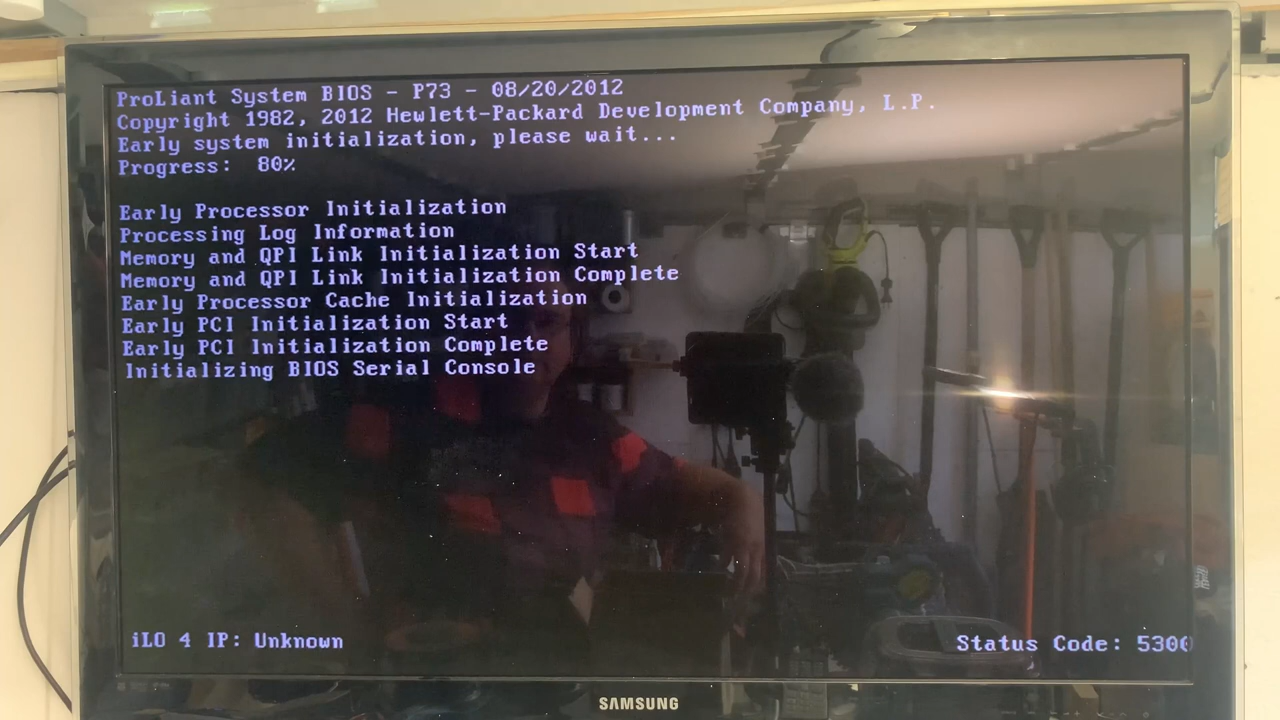 ProLiant System BIOS - P73 - 08/20/2012
Copyright 1982, 2012 Hewlett-Packard Development Company, L.P.
Early system initialization, please wait...
Progress: 80%
Early Processor Initialization
Processing Log Information
Memory and QPI Link Initialization Start
Memory and QPI Link Initialization Complete
Early Processor Cache Initialization
Early PCI Initialization Start
Early PCI Initialization Complete
Initializing BIOS Serial Console
iLO 4 IP: Unknown
Status Code: 5300
SAMSUNG